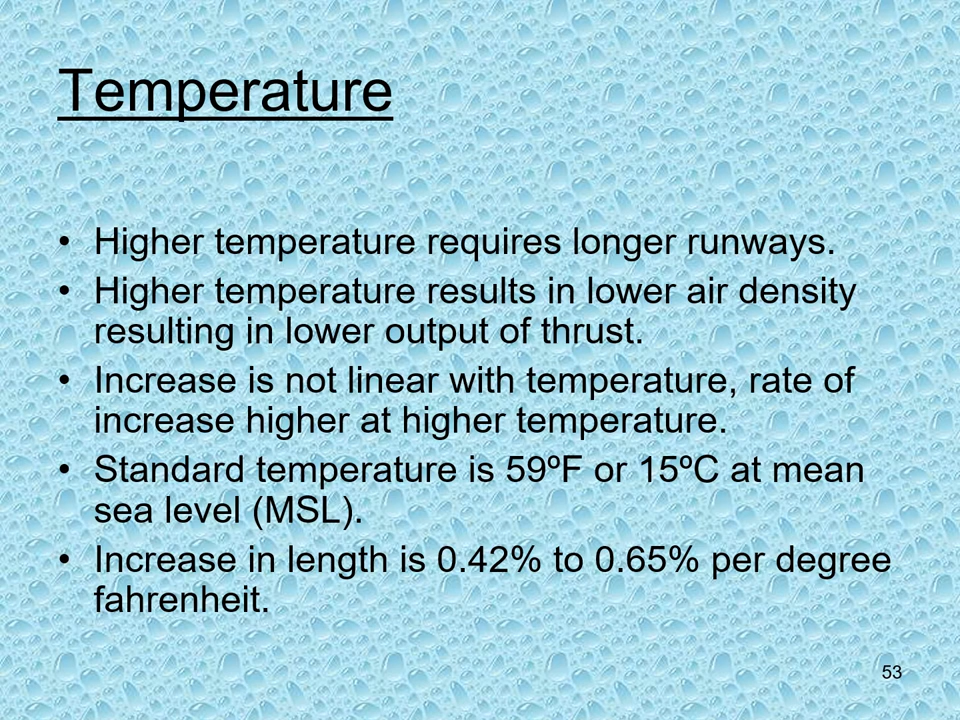 Temperature
• Higher temperature requires longer runways.
• Higher temperature results in lower air density
resulting in lower output of thrust.
• Increase is not linear with temperature, rate of
increase higher at higher temperature.
• Standard temperature is 59ºF or 15ºC at mean
sea level (MSL).
• Increase in length is 0.42% to 0.65% per degree
fahrenheit.
53